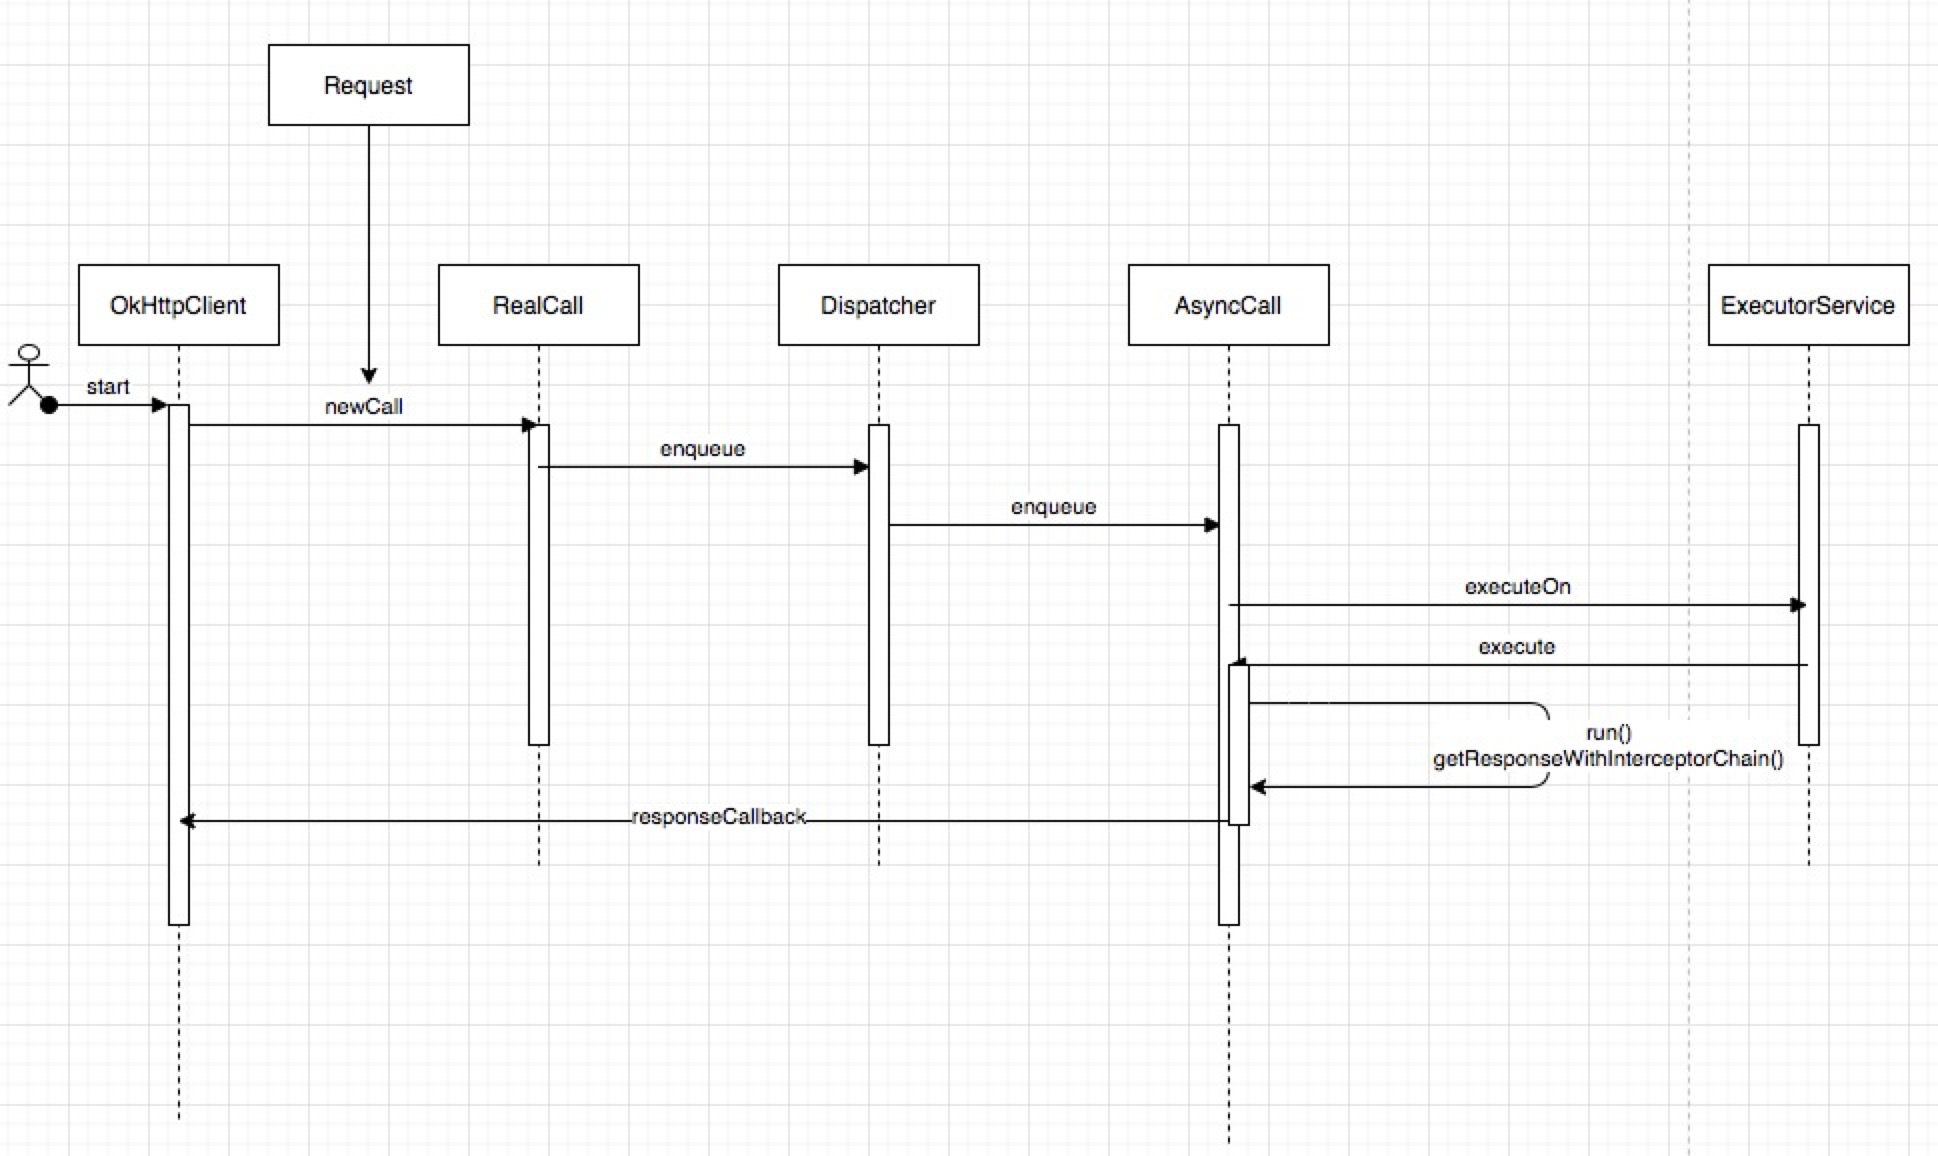 Request
OkHttpClient
RealCall
Dispatcher
AsyncCall
ExecutorService
start
newCall
enqueue
enqueue
executeOn
execute
run()
getResponseWithInterceptorChain()
responseCallback